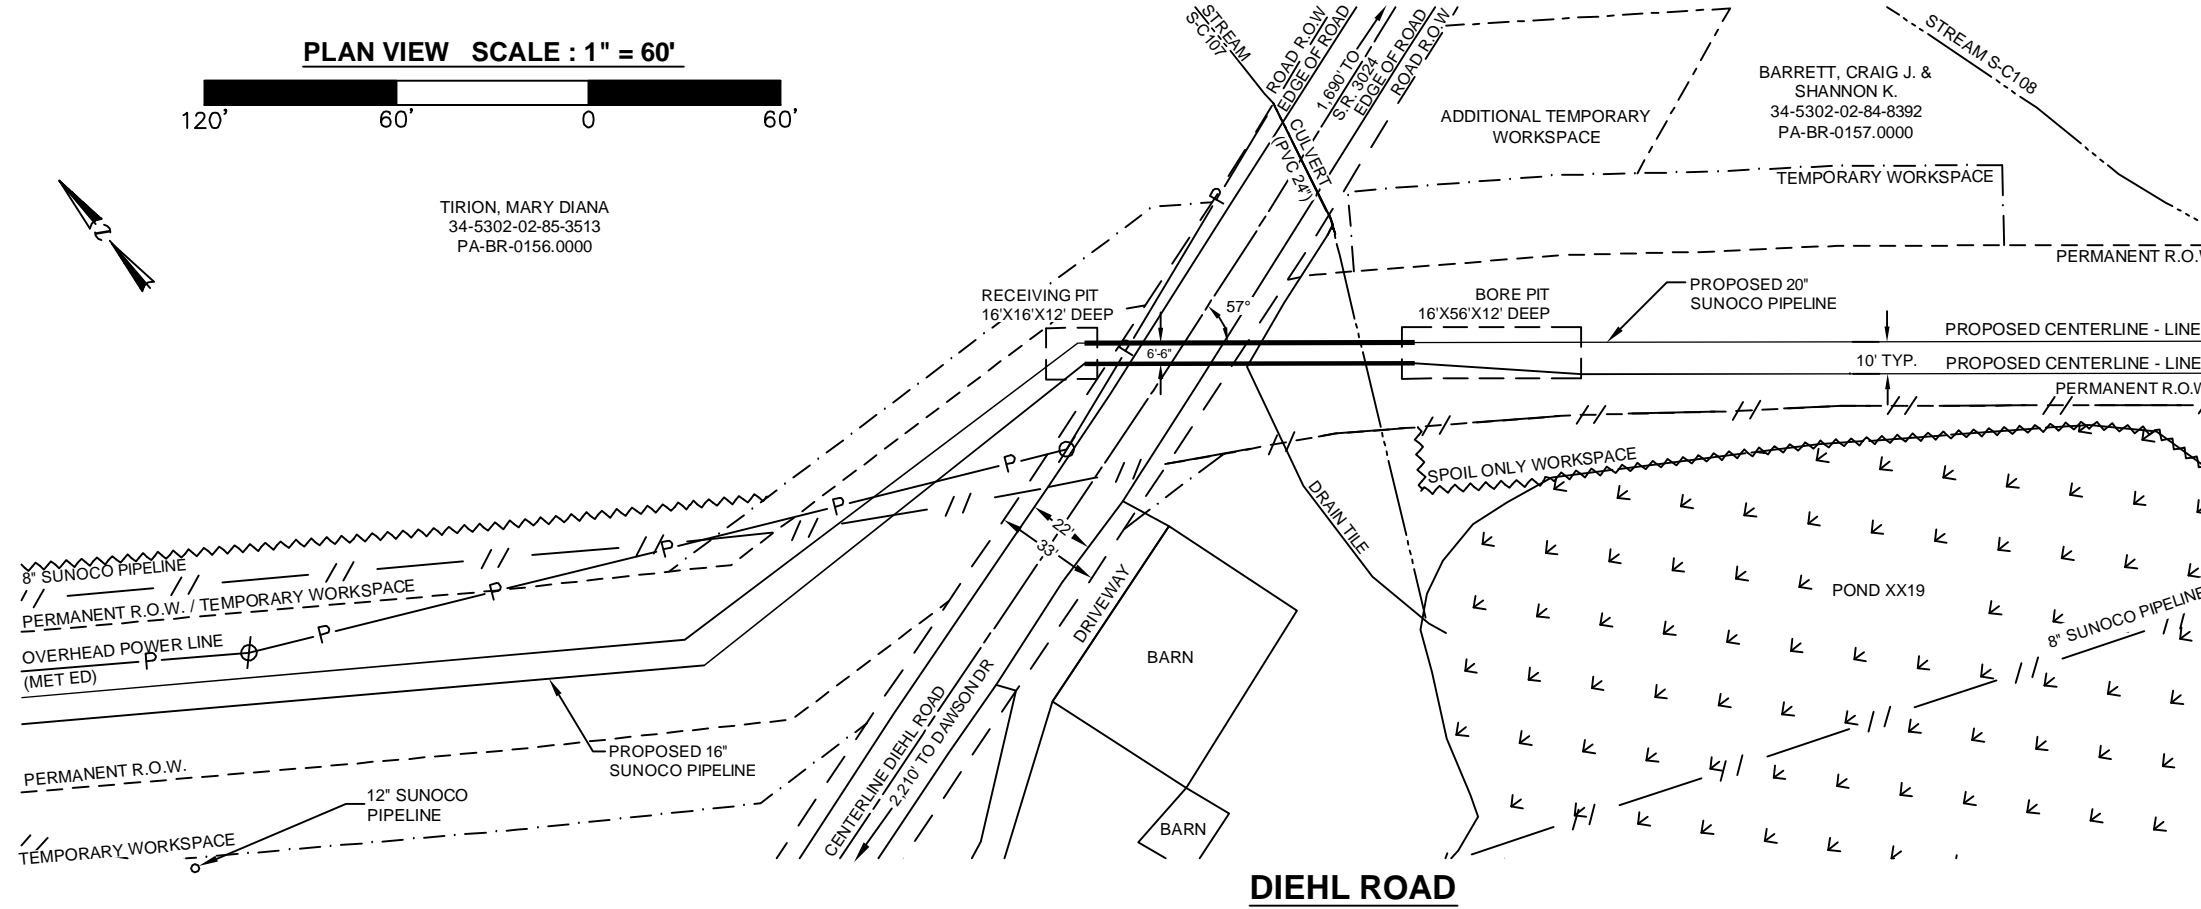 PLAN VIEW   SCALE : 1" = 60'
120'
60'
0
60'
N
TIRION, MARY DIANA
34-5302-02-85-3513
PA-BR-0156.0000
STREAM
S-C107
ROAD R.O.W
EDGE OF ROAD
1,690' TO
S.R. 3024
EDGE OF ROAD
ROAD R.O.W
CULVERT
(PVC 24")
ADDITIONAL TEMPORARY
WORKSPACE
BARRETT, CRAIG J. &
SHANNON K.
34-5302-02-84-8392
PA-BR-0157.0000
STREAM S-C108
TEMPORARY WORKSPACE
PERMANENT R.O.W
RECEIVING PIT
16'X16'X12' DEEP
57°
BORE PIT
16'X56'X12' DEEP
PROPOSED 20"
SUNOCO PIPELINE
6'-6"
PROPOSED CENTERLINE - LINE
10' TYP.
PROPOSED CENTERLINE - LINE
PERMANENT R.O.W
P
P
P
P
P
P
P
P
P
SPOIL ONLY WORKSPACE
DRAIN TILE
22'
33'
DRIVEWAY
BARN
BARN
POND XX19
8" SUNOCO PIPELINE
8" SUNOCO PIPELINE
PERMANENT R.O.W. / TEMPORARY WORKSPACE
OVERHEAD POWER LINE
(MET ED)
PROPOSED 16"
SUNOCO PIPELINE
PERMANENT R.O.W.
12" SUNOCO
PIPELINE
TEMPORARY WORKSPACE
CENTERLINE DIEHL ROAD
2,210' TO DAWSON DR
DIEHL ROAD